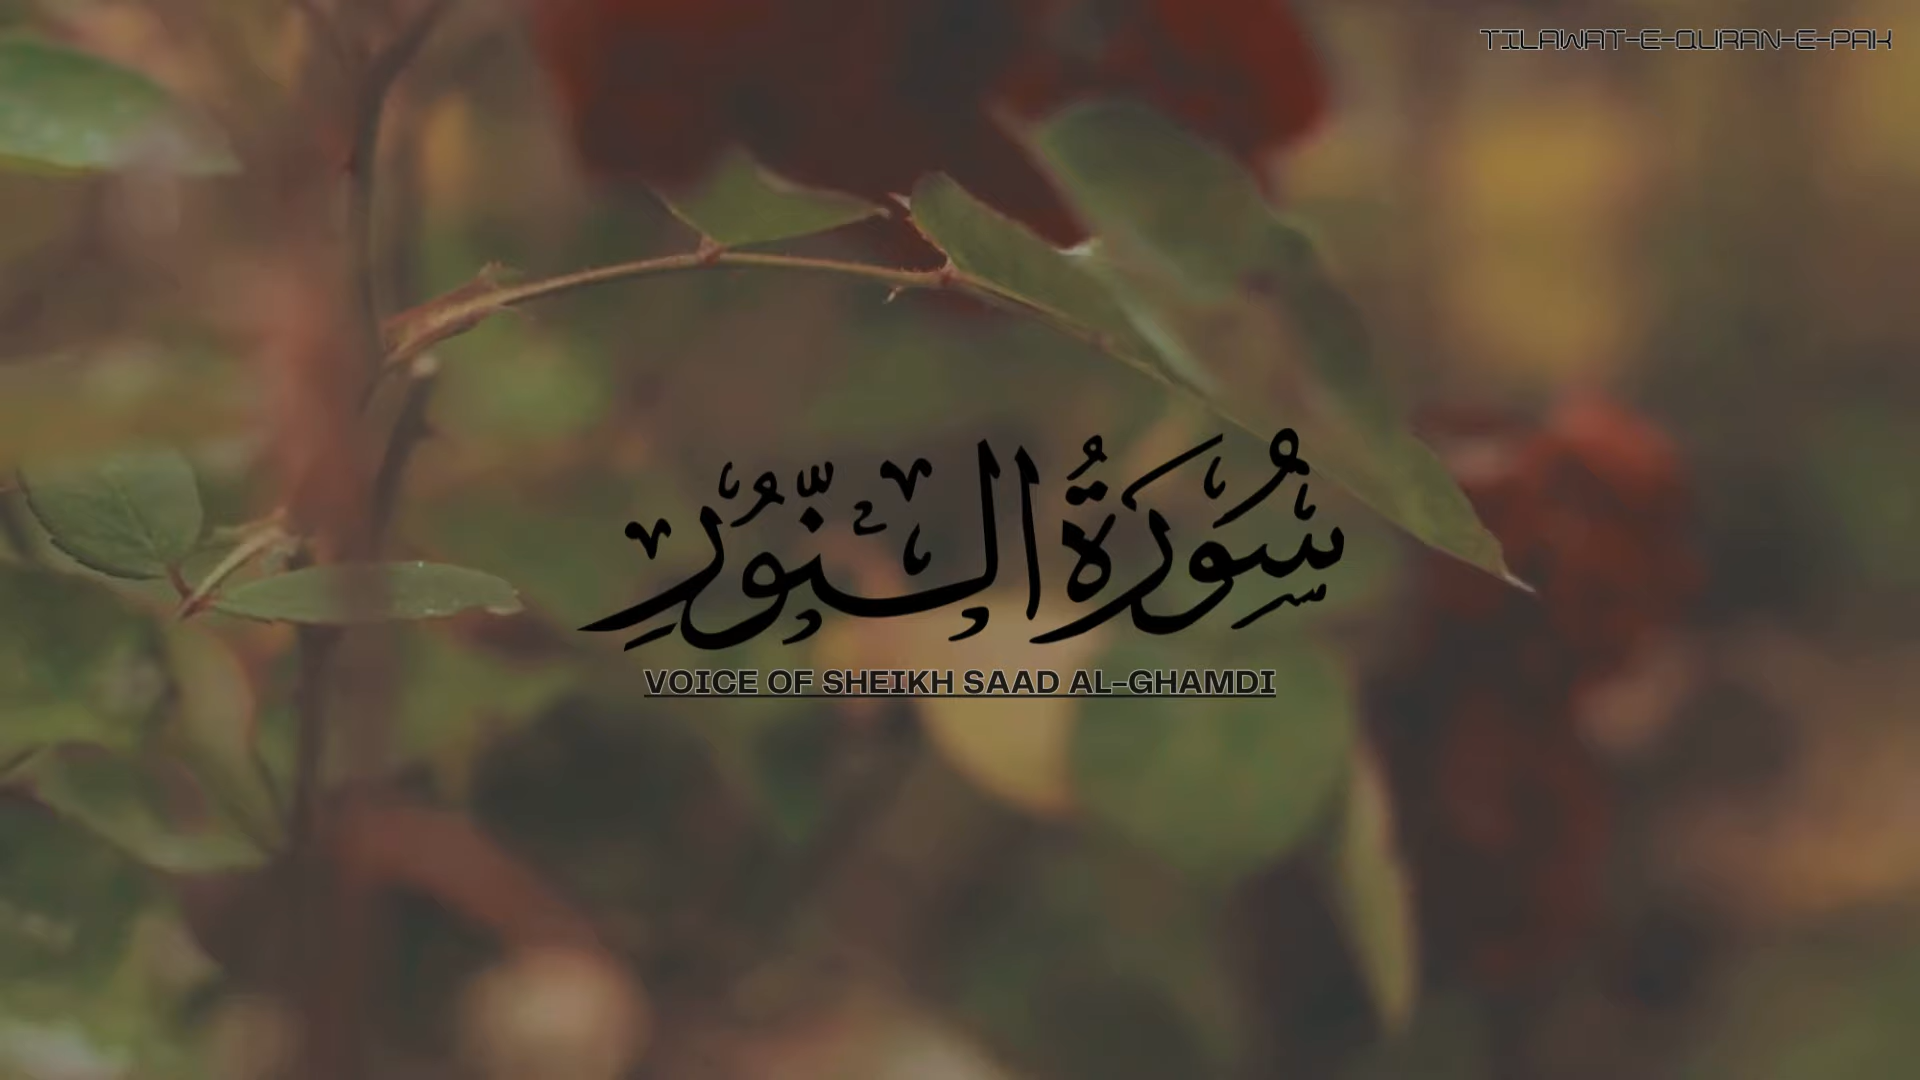 TILAWAT-E-QURAN-E-PAK
سُورَةُ النُّورِ
VOICE OF SHEIKH SAAD AL-GHAMDI